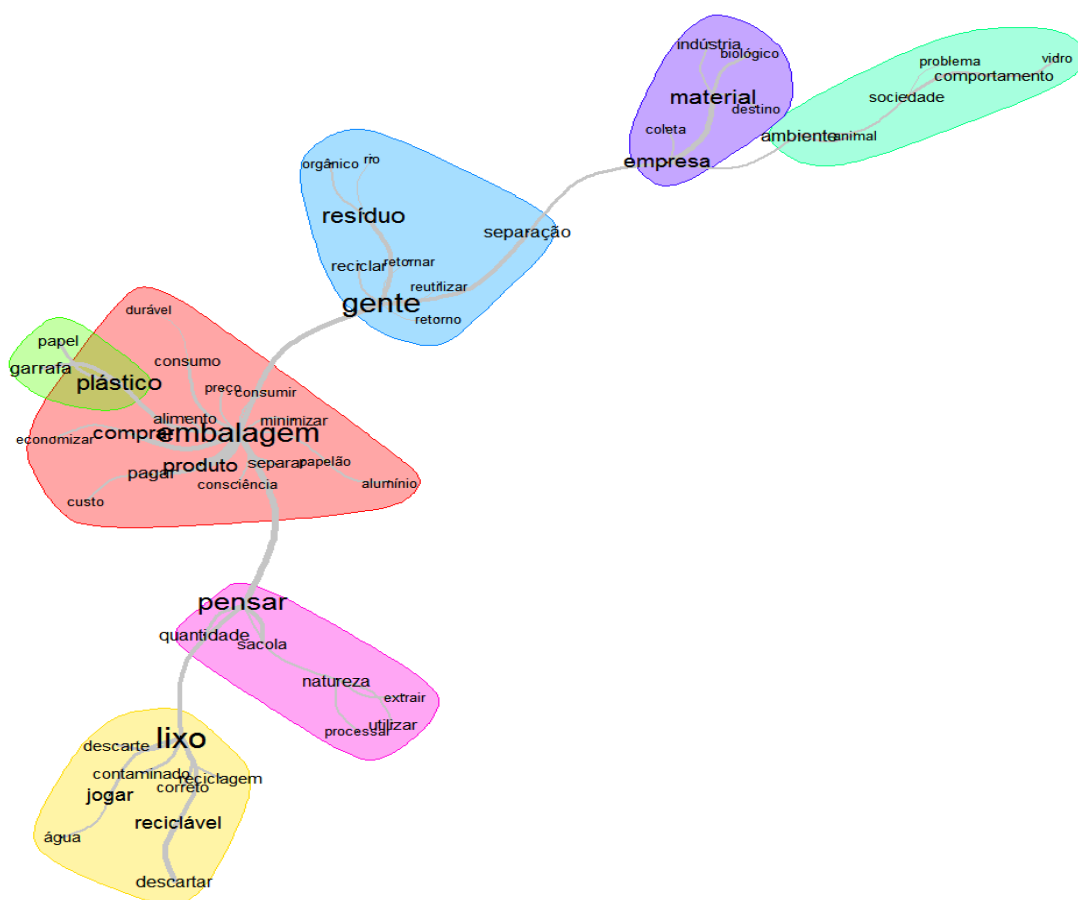 indústria
biológico
material
destino
coleta
empresa
problema
vidro
comportamento
sociedade
ambiente
animal
orgânico
rio
resíduo
separação
reciclar
retornar
reutilizar
gente
retorno
durável
papel
garrafa
plástico
consumo
preço
consumir
alimento
minimizar
economizar
comprar
embalagem
pagar
produto
separar
papelão
consciência
alumínio
custo
pensar
quantidade
sacola
natureza
extrair
processar
utilizar
lixo
descarte
contaminado
reciclagem
correto
jogar
reciclável
água
descartar